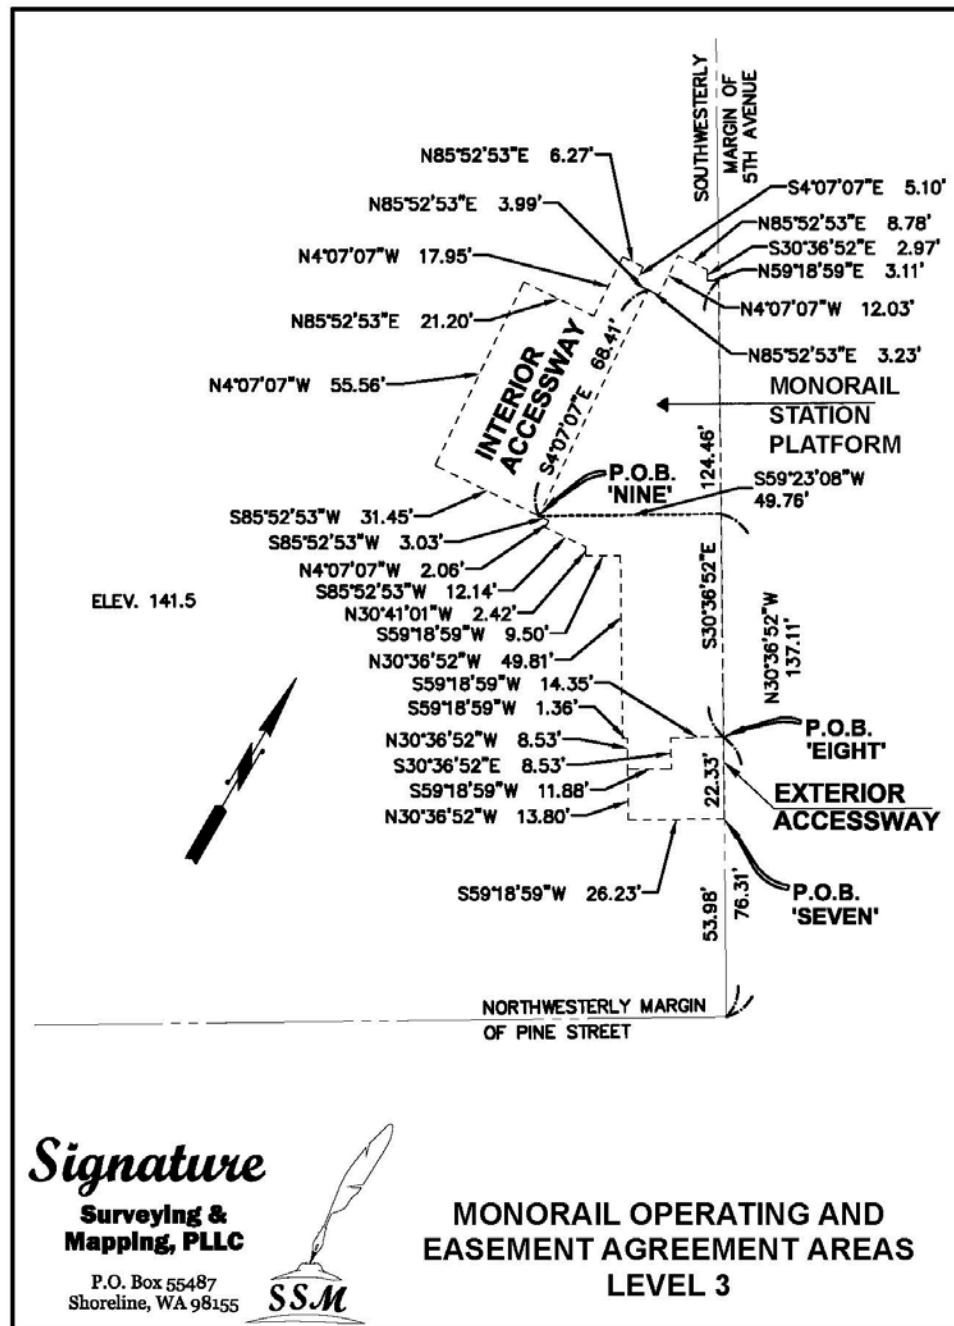 SOUTHWESTERLY
MARGIN OF
5TH AVENUE
N85°52'53"E 6.27'
S4°07'07"E 5.10'
N85°52'53"E 3.99'
N85°52'53"E 8.78'
S30°36'52"E 2.97'
N4°07'07"W 17.95'
N59°18'59"E 3.11'
N4°07'07"W 12.03'
N85°52'53"E 21.20'
N85°52'53"E 3.23'
N4°07'07"W 55.56'
INTERIOR
ACCESSWAY
S4°07'07"E 68.41'
MONORAIL
STATION
PLATFORM
124.46'
P.O.B.
'NINE'
S59°23'08"W
49.76'
S85°52'53"W 31.45'
S85°52'53"W 3.03'
N4°07'07"W 2.06'
S85°52'53"W 12.14'
ELEV. 141.5
N30°41'01"W 2.42'
S59°18'59"W 9.50'
S30°36'52"E
N30°36'52"W
137.11'
N30°36'52"W 49.81'
S59°18'59"W 14.35'
S59°18'59"W 1.36'
P.O.B.
'EIGHT'
N30°36'52"W 8.53'
S30°36'52"E 8.53'
S59°18'59"W 11.88'
22.33'
EXTERIOR
ACCESSWAY
N30°36'52"W 13.80'
S59°18'59"W 26.23'
P.O.B.
'SEVEN'
53.98'
76.31'
NORTHWESTERLY MARGIN
OF PINE STREET
Signature
Surveying &
Mapping, PLLC
P.O. Box 55487
Shoreline, WA 98155
SSM
MONORAIL OPERATING AND
EASEMENT AGREEMENT AREAS
LEVEL 3